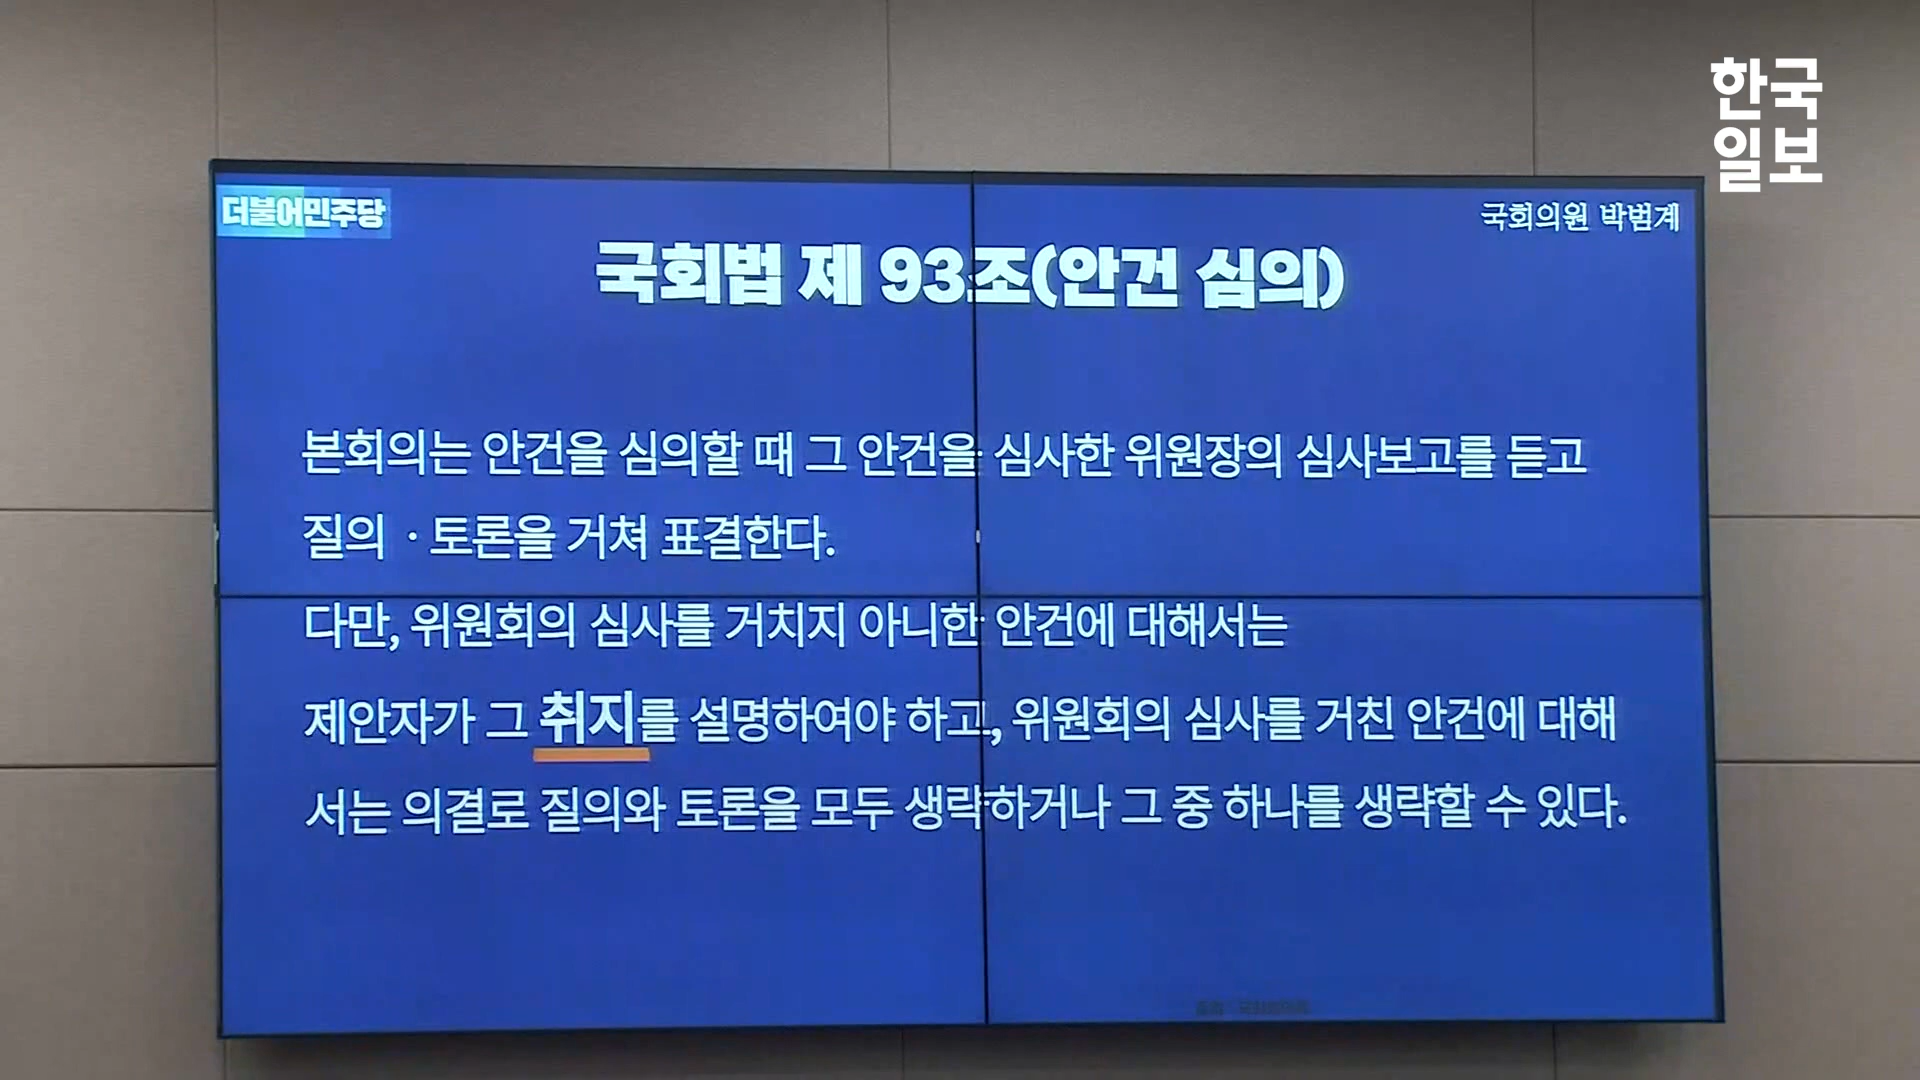 한국
일보
더불어민주당
국회의원 박범계
국회법 제 93조(안건 심의)
본회의는 안건을 심의할 때 그 안건을 심사한 위원장의 심사보고를 듣고
질의 · 토론을 거쳐 표결한다.
다만, 위원회의 심사를 거치지 아니한 안건에 대해서는
제안자가 그 취지를 설명하여야 하고, 위원회의 심사를 거친 안건에 대해
서는 의결로 질의와 토론을 모두 생략하거나 그 중 하나를 생략할 수 있다.